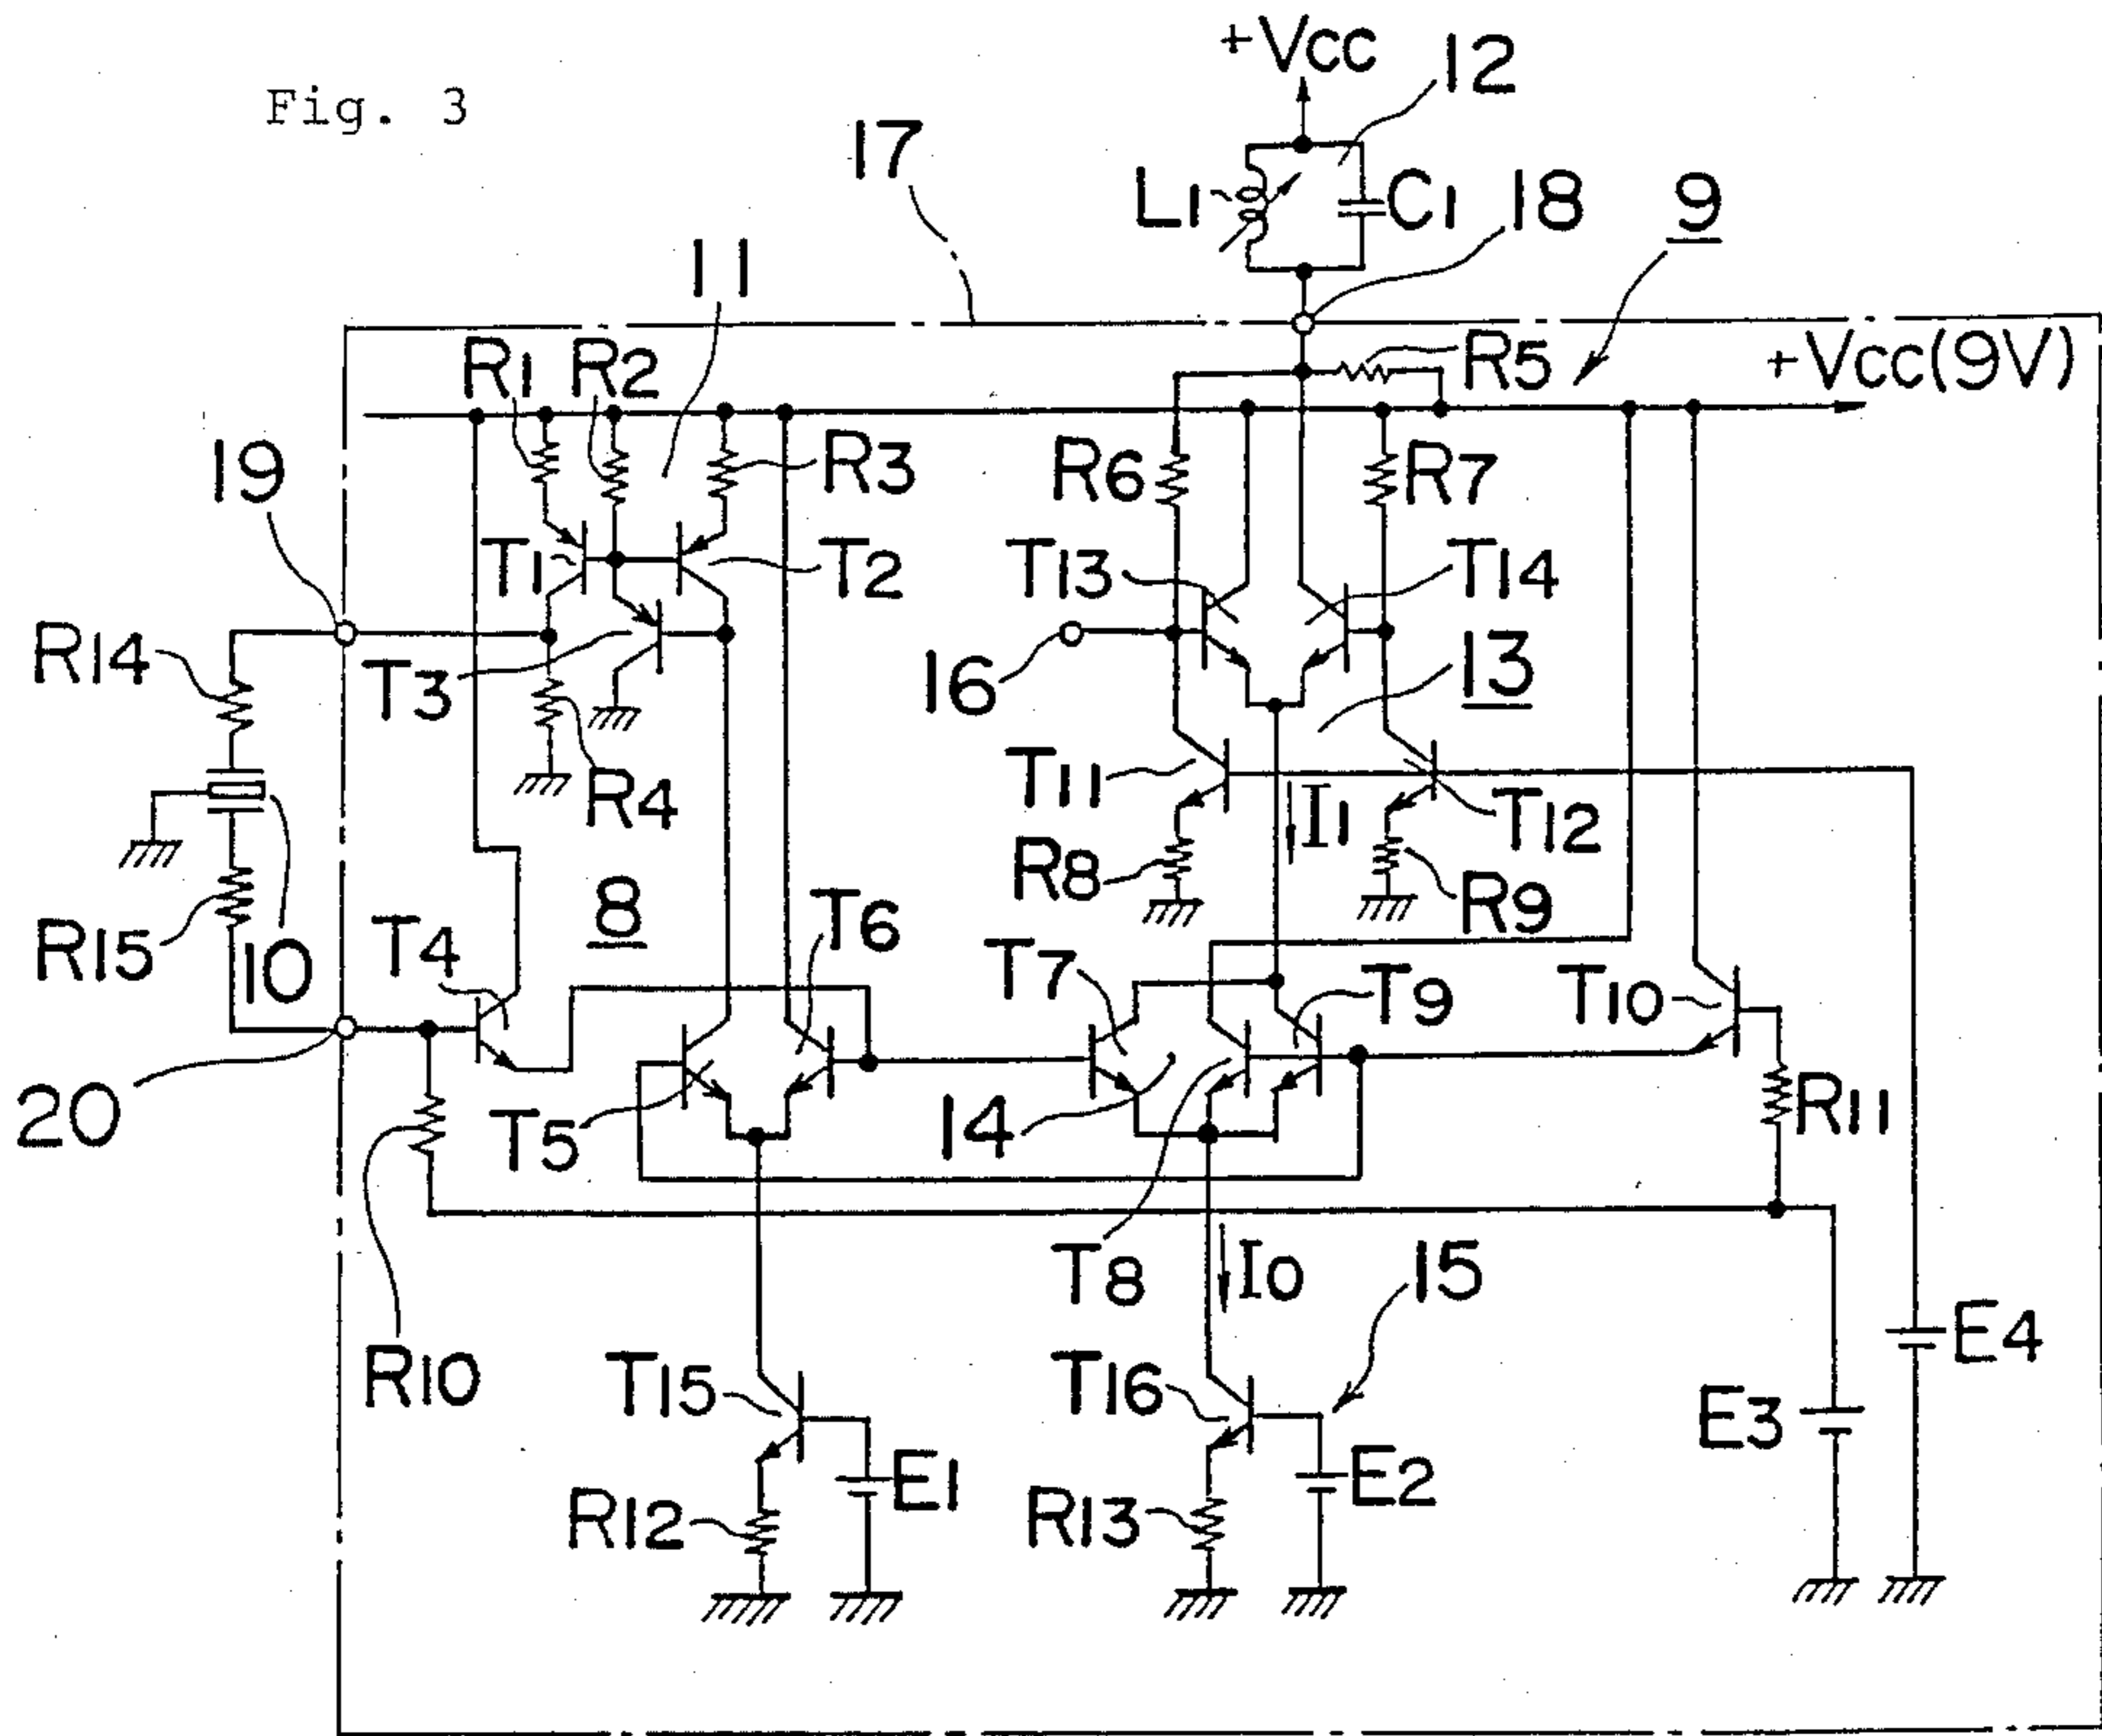 Fig. 3
+Vcc
12
17
L1
C1
18
9
11
R1
R2
R5
+Vcc(9V)
19
R3
R6
R7
T1
T2
T13
T14
R14
T3
16
13
R4
T11
I1
T12
R8
R9
8
R15
10
T4
T6
T7
T9
T10
20
T5
14
R11
T8
I0
15
R10
T15
T16
E4
E3
E1
E2
R12
R13